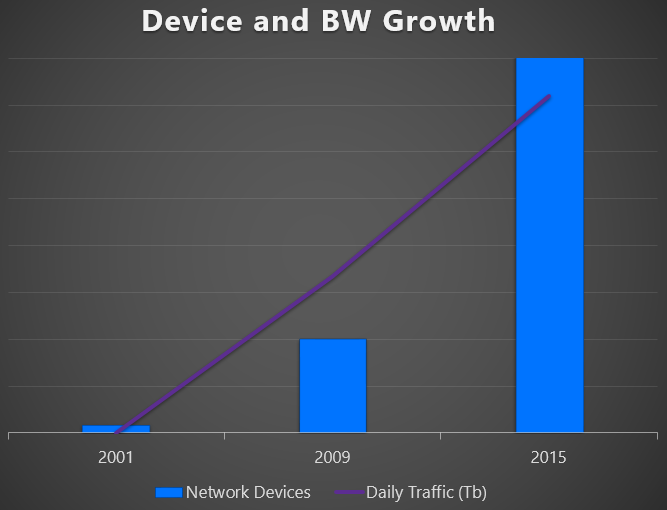 Device and BW Growth
2001 2009 2015
Network Devices Daily Traffic (Tb)